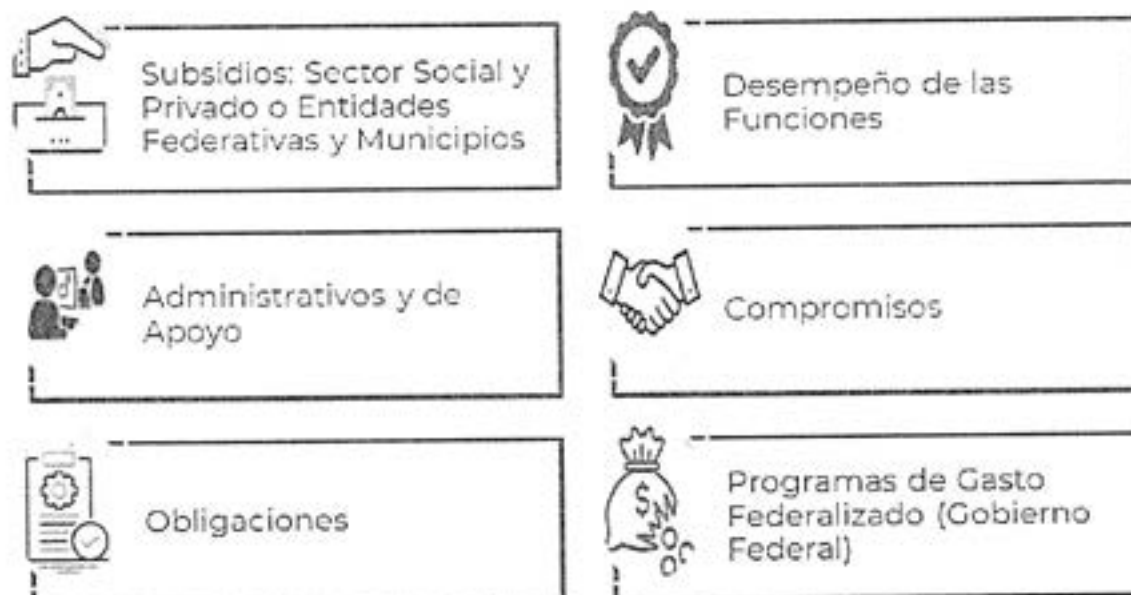 Subsidios: Sector Social y
Privado o Entidades
Federativas y Municipios
Desempeño de las
Funciones
Administrativos y de
Apoyo
Compromisos
Obligaciones
Programas de Gasto
Federalizado (Gobierno
Federal)